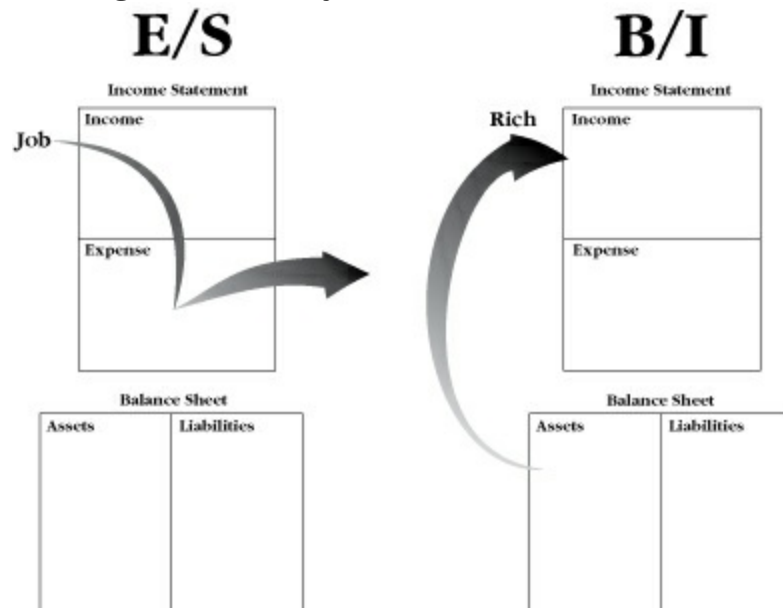 E/S
Income Statement
Income
Job
Expense
Balance Sheet
Assets Liabilities
B/I
Income Statement
Rich
Income
Expense
Balance Sheet
Assets Liabilities